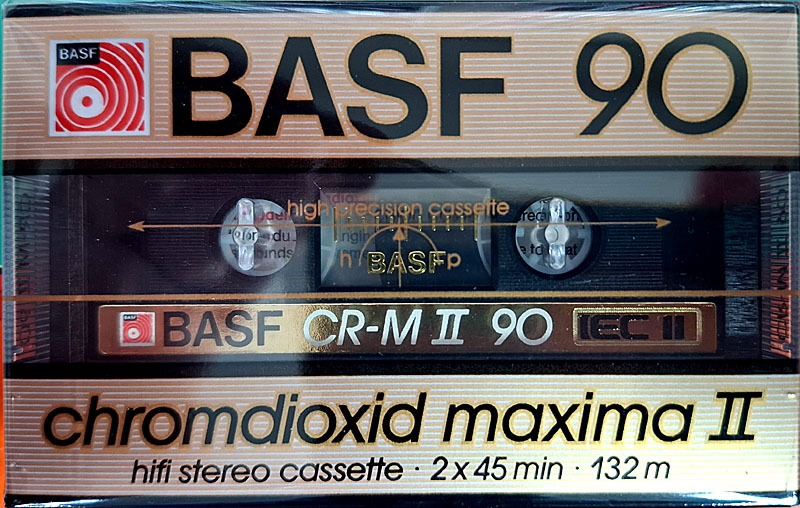 BASF
BASF 90
high precision cassette
BASF
BASF CR-M II 90 IEC II
chromdioxid maxima II
hifi stereo cassette · 2 x 45 min · 132 m